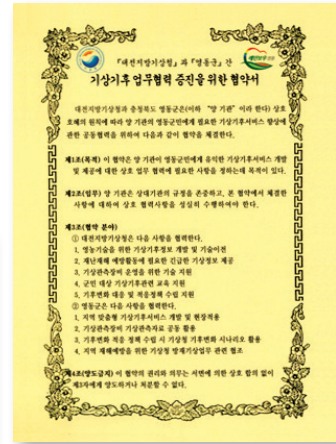 『대전지방기상청』과『영동군』간
기상기후 업무협력 증진을 위한 협약서
대전지방기상청과 충청북도 영동군은(이하 "양 기관" 이라 한다) 상호
호혜의 원칙에 따라 양 기관의 영동군민에게 필요한 기상기후서비스 향상에
관한 공동협력을 위하여 다음과 같이 협약을 체결한다.
제1조(목적) 이 협약은 양 기관이 영동군민에게 유익한 기상기후서비스 개발
및 제공에 대한 상호 업무 협력에 필요한 사항을 정하는데 목적이 있다.
제2조(임무) 양 기관은 상대기관의 규정을 존중하고, 본 협약에서 체결한
사항에 대하여 상호 협력사항을 성실히 수행하여야 한다.
제3조(협약 분야)
① 대전지방기상청은 다음 사항을 협력한다.
1. 영농기술을 위한 기상기후정보 개발 및 기술이전
2. 재난재해 예방활동에 필요한 긴급한 기상정보 제공
3. 기상관측장비 운영을 위한 기술 지원
4. 군민 대상 기상기후관련 교육 지원
5. 기후변화 대응 및 적응정책 수립 지원
② 영동군은 다음 사항을 협력한다.
1. 지역 맞춤형 기상기후서비스 개발 및 현장적용
2. 기상관측장비 기상관측자료 공동 활용
3. 기후변화 적응 정책 수립 시 기상청 기후변화 시나리오 활용
4. 지역 재해예방을 위한 기상청 방재기상업무 관련 협조
제4조(양도금지) 이 협약의 권리와 의무는 서면에 의한 상호 합의 없이
제3자에게 양도하거나 처분할 수 없다.